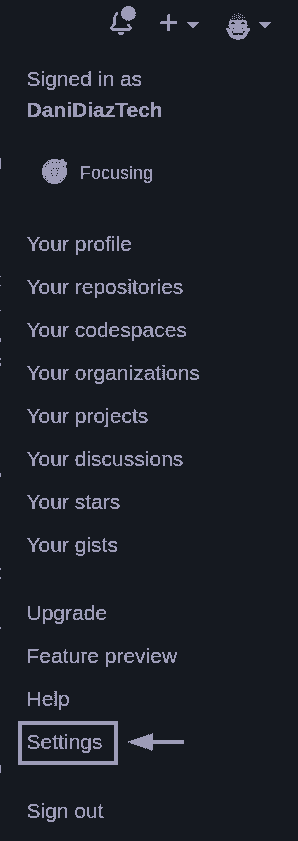 Signed in as
DaniDiazTech
Focusing
Your profile
Your repositories
Your codespaces
Your organizations
Your projects
Your discussions
Your stars
Your gists
Upgrade
Feature preview
Help
Settings
Sign out